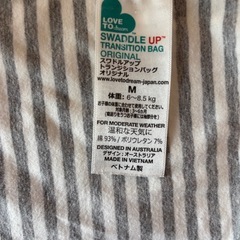 LOVE
TO dream
SWADDLE UP™
TRANSITION BAG
ORIGINAL
スワドルアップ
トランジションバッグ
オリジナル
www.lovetodream-japan.com
M
体重: 6~8.5 kg
FOR MODERATE WEATHER
温和な天気に
綿 93% / ポリウレタン 7%
DESIGNED IN AUSTRALIA
デザイン：オーストラリア
MADE IN VIETNAM
ベトナム製